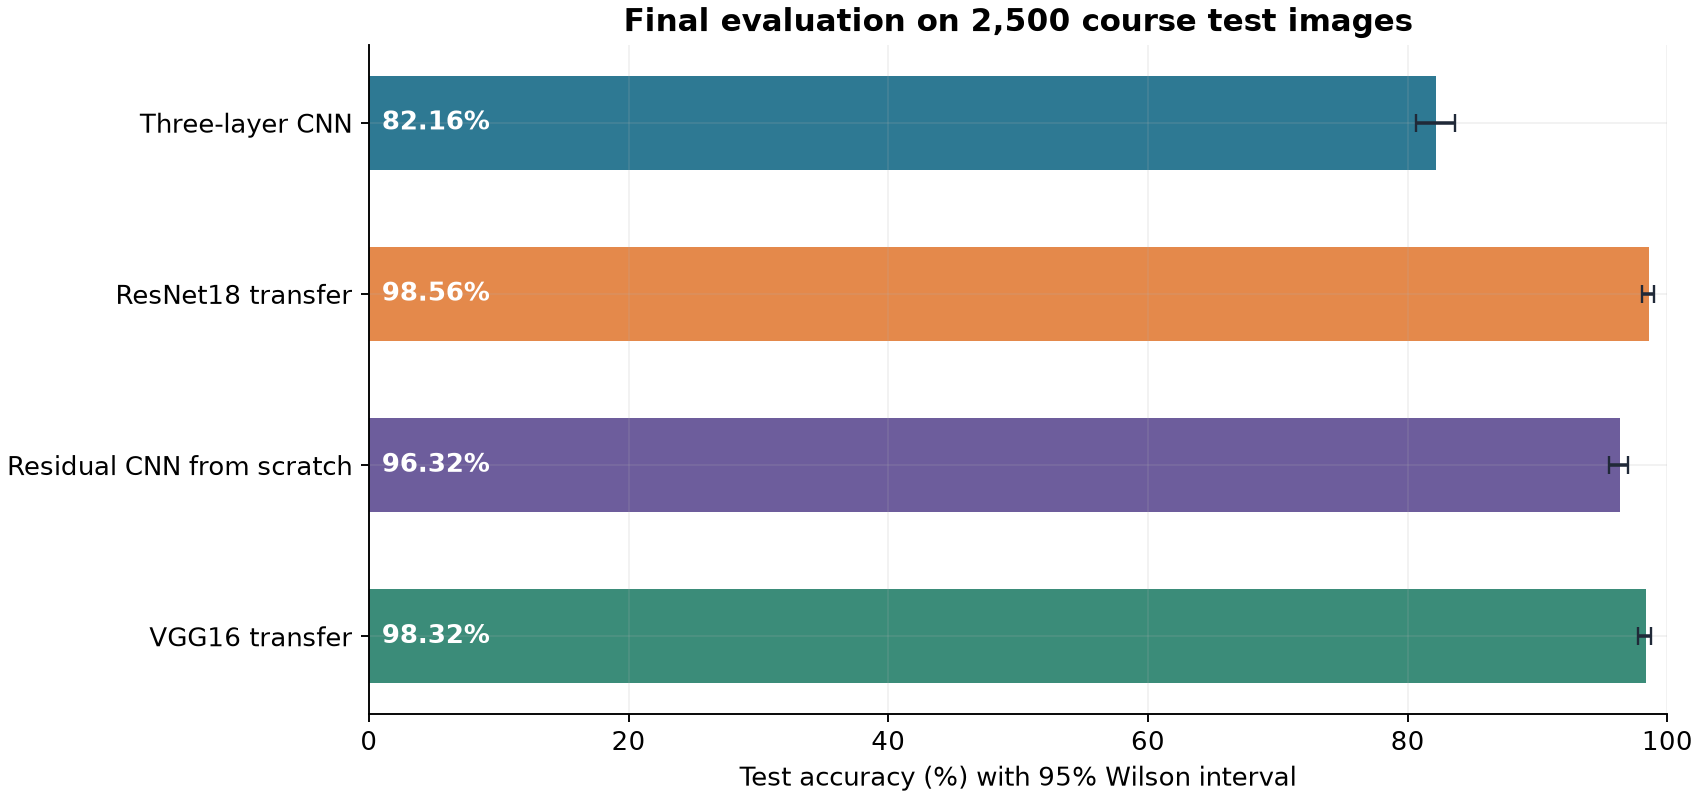 Final evaluation on 2,500 course test images
Three-layer CNN
82.16%
ResNet18 transfer
98.56%
Residual CNN from scratch
96.32%
VGG16 transfer
98.32%
0 20 40 60 80 100
Test accuracy (%) with 95% Wilson interval